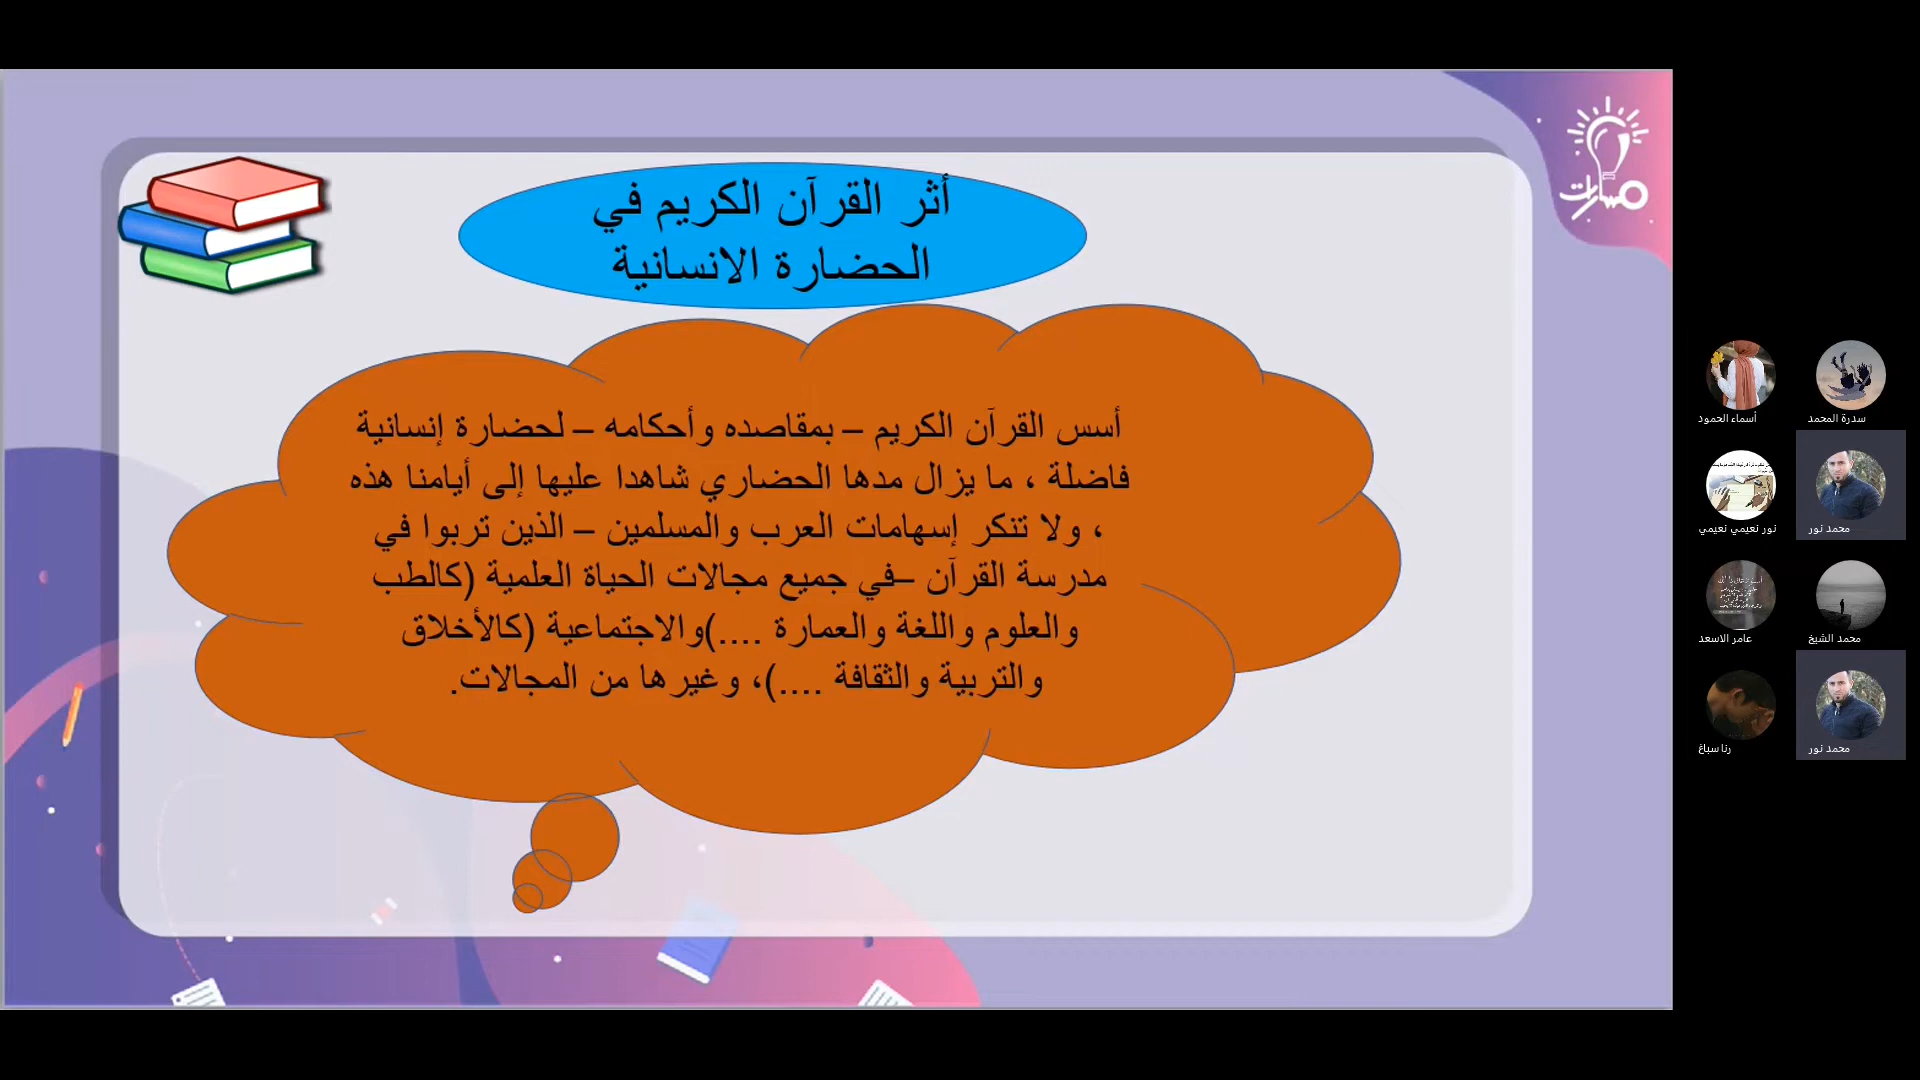 مسارات
أثر القرآن الكريم في
الحضارة الانسانية
أسس القرآن الكريم – بمقاصده وأحكامه – لحضارة إنسانية
فاضلة ، ما يزال مدها الحضاري شاهدا عليها إلى أيامنا هذه
، ولا تنكر إسهامات العرب والمسلمين – الذين تربوا في
مدرسة القرآن –في جميع مجالات الحياة العلمية (كالطب
والعلوم واللغة والعمارة ....)والاجتماعية (كالأخلاق
والتربية والثقافة ....)، وغيرها من المجالات.
سدرة المحمد
أسماء الحمود
محمد نور
نور نعيمي نعيمي
محمد الشيخ
عامر الاسعد
محمد نور
رنا سباغ